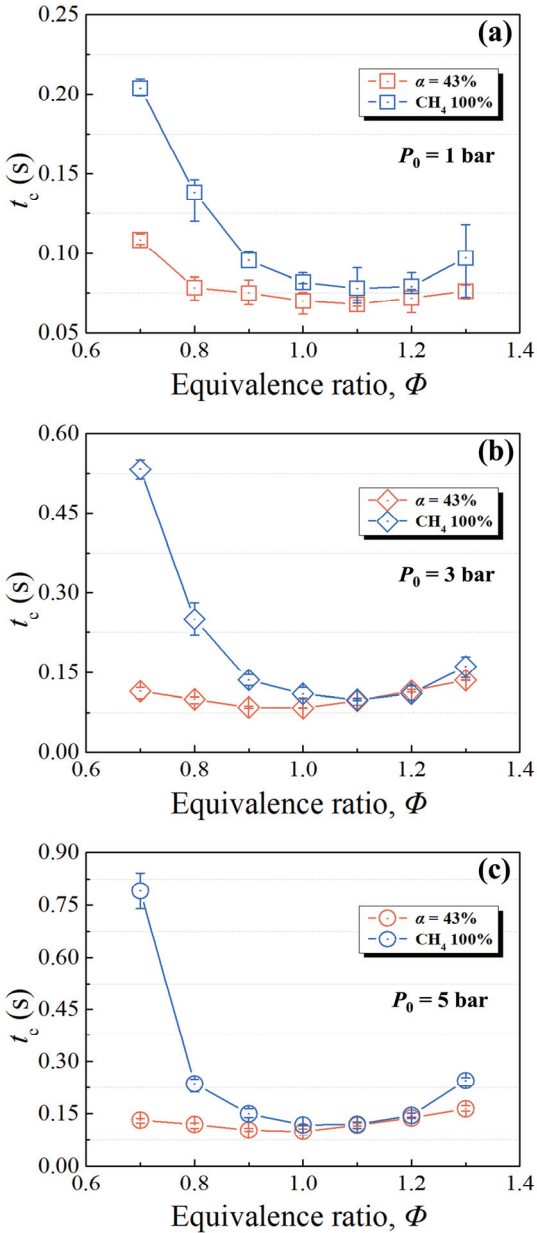 (a)
0.25
0.20
0.15
0.10
0.05
t_c (s)
α = 43%
CH₄ 100%
P₀ = 1 bar
0.6 0.8 1.0 1.2 1.4
Equivalence ratio, Φ
(b)
0.60
0.45
0.30
0.15
0.00
t_c (s)
α = 43%
CH₄ 100%
P₀ = 3 bar
0.6 0.8 1.0 1.2 1.4
Equivalence ratio, Φ
(c)
0.90
0.75
0.60
0.45
0.30
0.15
0.00
t_c (s)
α = 43%
CH₄ 100%
P₀ = 5 bar
0.6 0.8 1.0 1.2 1.4
Equivalence ratio, Φ